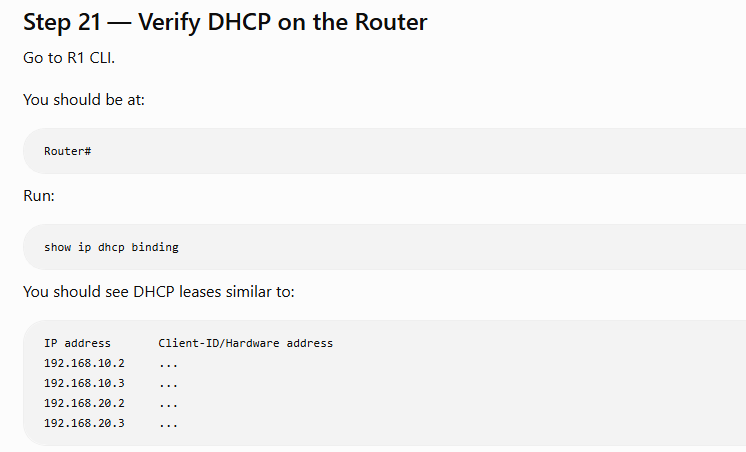 Step 21 — Verify DHCP on the Router
Go to R1 CLI.
You should be at:
Router#
Run:
show ip dhcp binding
You should see DHCP leases similar to:
IP address       Client-ID/Hardware address
192.168.10.2     ...
192.168.10.3     ...
192.168.20.2     ...
192.168.20.3     ...